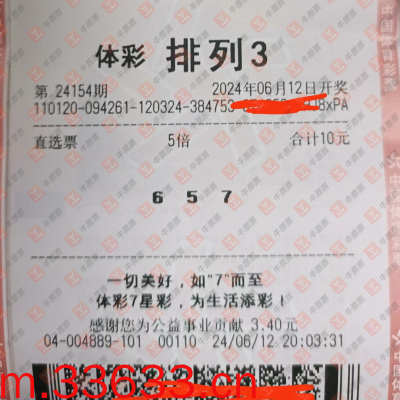 体彩 排列3
第 24154期 2024年06月12日开奖
110120-094261-120324-384753 JBxPA
直选票 5倍 合计10元
6 5 7
一切美好，如“7”而至
体彩7星彩，为生活添彩！
感谢您为公益事业贡献 3.40元
04-004889-101 00110 24/06/12 20:03:31
m.33633.cn